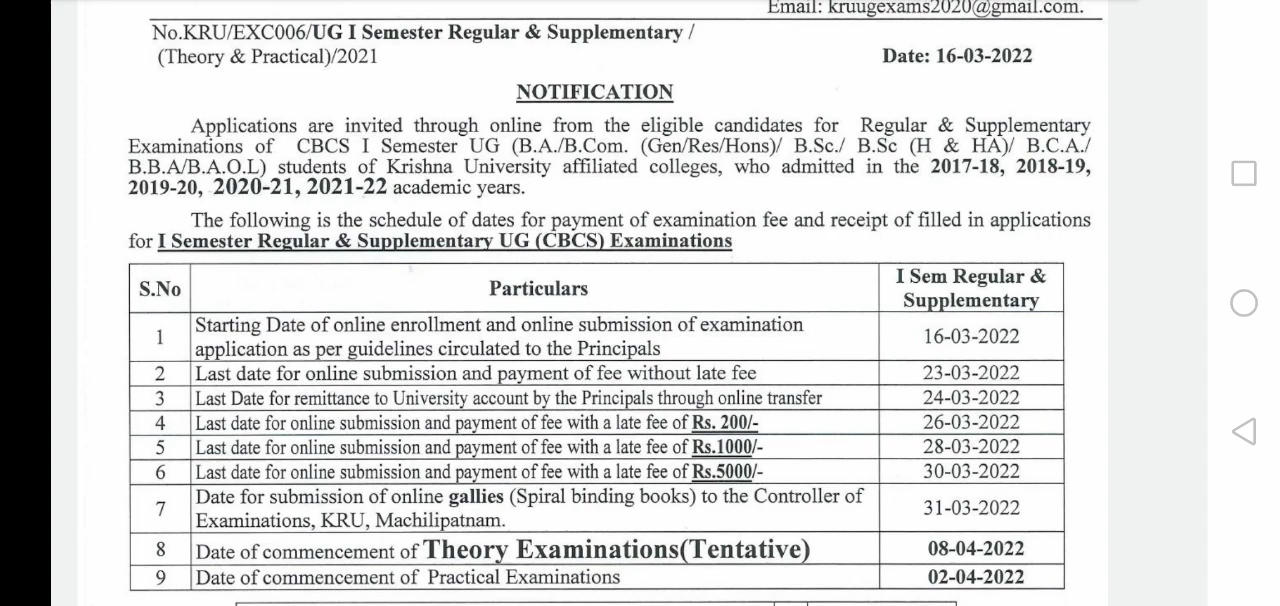 Email: kruugexams2020@gmail.com.
No.KRU/EXC006/UG I Semester Regular & Supplementary /
(Theory & Practical)/2021
Date: 16-03-2022
NOTIFICATION
Applications are invited through online from the eligible candidates for Regular & Supplementary
Examinations of CBCS I Semester UG (B.A./B.Com. (Gen/Res/Hons)/ B.Sc./ B.Sc (H & HA)/ B.C.A./
B.B.A/B.A.O.L) students of Krishna University affiliated colleges, who admitted in the 2017-18, 2018-19,
2019-20, 2020-21, 2021-22 academic years.
The following is the schedule of dates for payment of examination fee and receipt of filled in applications
for I Semester Regular & Supplementary UG (CBCS) Examinations
S.No Particulars I Sem Regular &
Supplementary
1 Starting Date of online enrollment and online submission of examination
application as per guidelines circulated to the Principals 16-03-2022
2 Last date for online submission and payment of fee without late fee 23-03-2022
3 Last Date for remittance to University account by the Principals through online transfer 24-03-2022
4 Last date for online submission and payment of fee with a late fee of Rs. 200/- 26-03-2022
5 Last date for online submission and payment of fee with a late fee of Rs.1000/- 28-03-2022
6 Last date for online submission and payment of fee with a late fee of Rs.5000/- 30-03-2022
7 Date for submission of online gallies (Spiral binding books) to the Controller of
Examinations, KRU, Machilipatnam. 31-03-2022
8 Date of commencement of Theory Examinations(Tentative) 08-04-2022
9 Date of commencement of Practical Examinations 02-04-2022